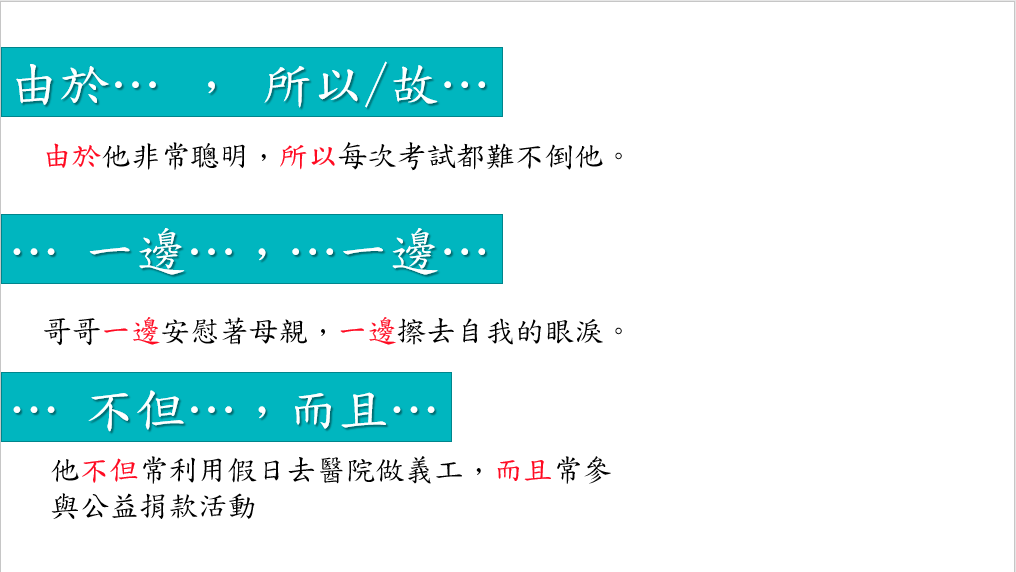 由於… ， 所以/故…
由於他非常聰明，所以每次考試都難不倒他。
… 一邊…，…一邊…
哥哥一邊安慰著母親，一邊擦去自我的眼淚。
… 不但…，而且…
他不但常利用假日去醫院做義工，而且常參
與公益捐款活動